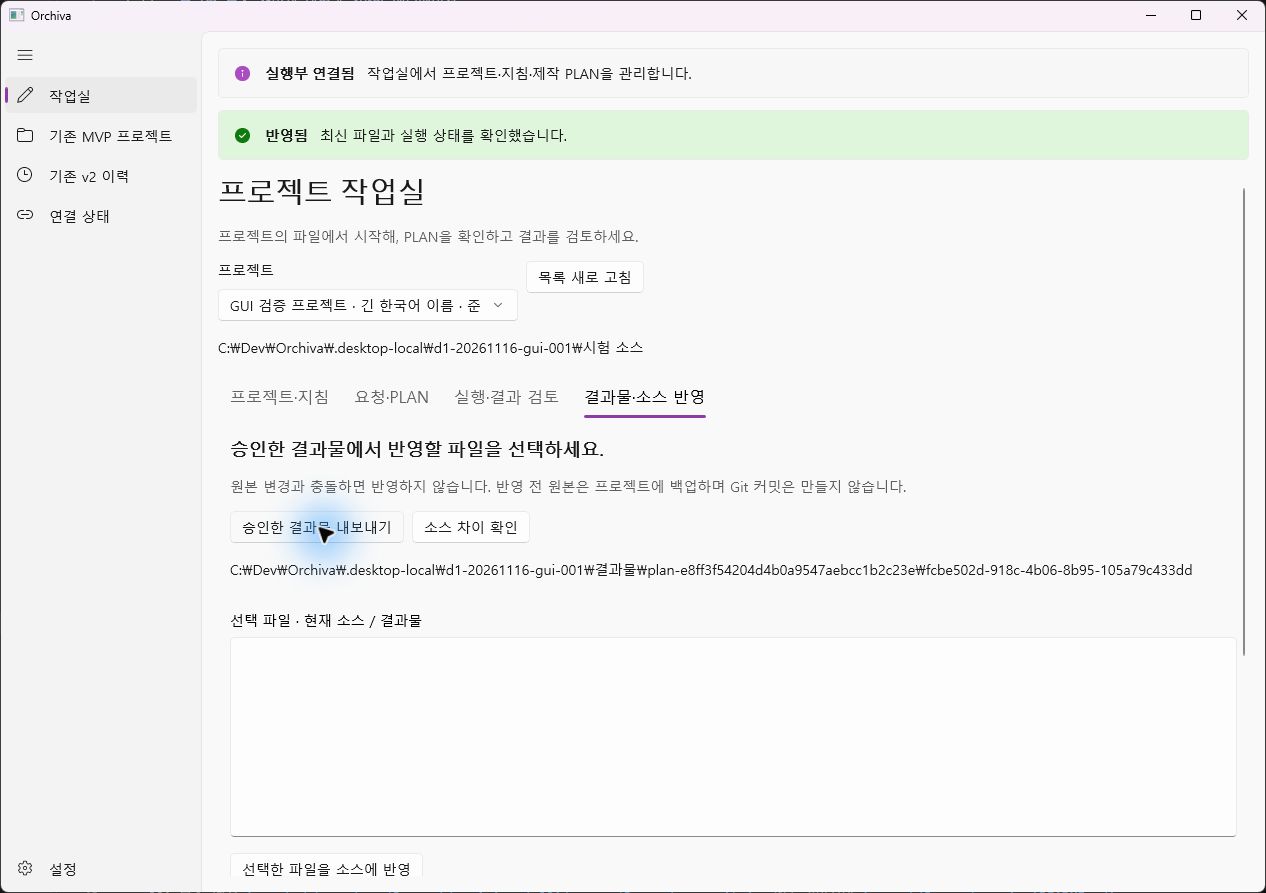 Orchiva
실행부 연결됨 작업실에서 프로젝트·지침·제작 PLAN을 관리합니다.
작업실
반영됨 최신 파일과 실행 상태를 확인했습니다.
기존 MVP 프로젝트
기존 v2 이력
연결 상태
설정
프로젝트 작업실
프로젝트의 파일에서 시작해, PLAN을 확인하고 결과를 검토하세요.
프로젝트
목록 새로 고침
GUI 검증 프로젝트 · 긴 한국어 이름 · 준
C:₩Dev₩Orchiva₩.desktop-local₩d1-20261116-gui-001₩시험 소스
프로젝트·지침 요청·PLAN 실행·결과 검토 결과물·소스 반영
승인한 결과물에서 반영할 파일을 선택하세요.
원본 변경과 충돌하면 반영하지 않습니다. 반영 전 원본은 프로젝트에 백업하며 Git 커밋은 만들지 않습니다.
승인한 결과물 내보내기 소스 차이 확인
C:₩Dev₩Orchiva₩.desktop-local₩d1-20261116-gui-001₩결과물₩plan-e8ff3f54204d4b0a9547aebcc1b2c23e₩fcbe502d-918c-4b06-8b95-105a79c433dd
선택 파일 · 현재 소스 / 결과물
선택한 파일을 소스에 반영